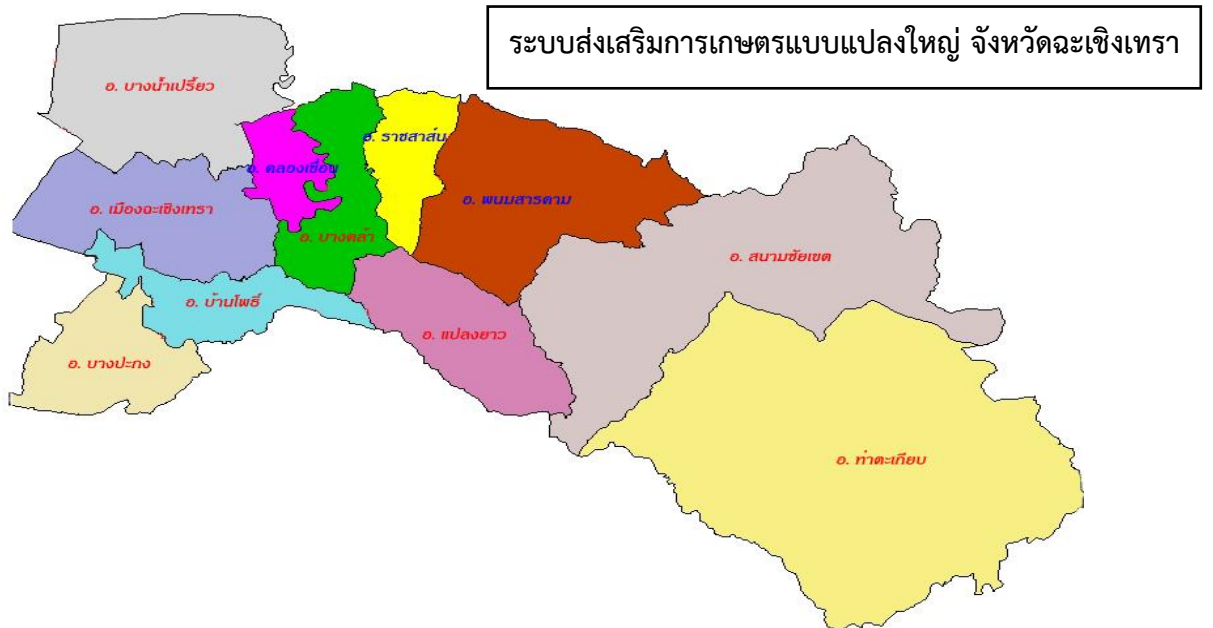 ระบบส่งเสริมการเกษตรแบบแปลงใหญ่ จังหวัดฉะเชิงเทรา
อ. บางน้ำเปรี้ยว
อ. ราชสาส์น
อ. คลองเขื่อน
อ. พนมสารคาม
อ. เมืองฉะเชิงเทรา
อ. บางคล้า
อ. สนามชัยเขต
อ. บ้านโพธิ์
อ. แปลงยาว
อ. บางปะกง
อ. ท่าตะเกียบ